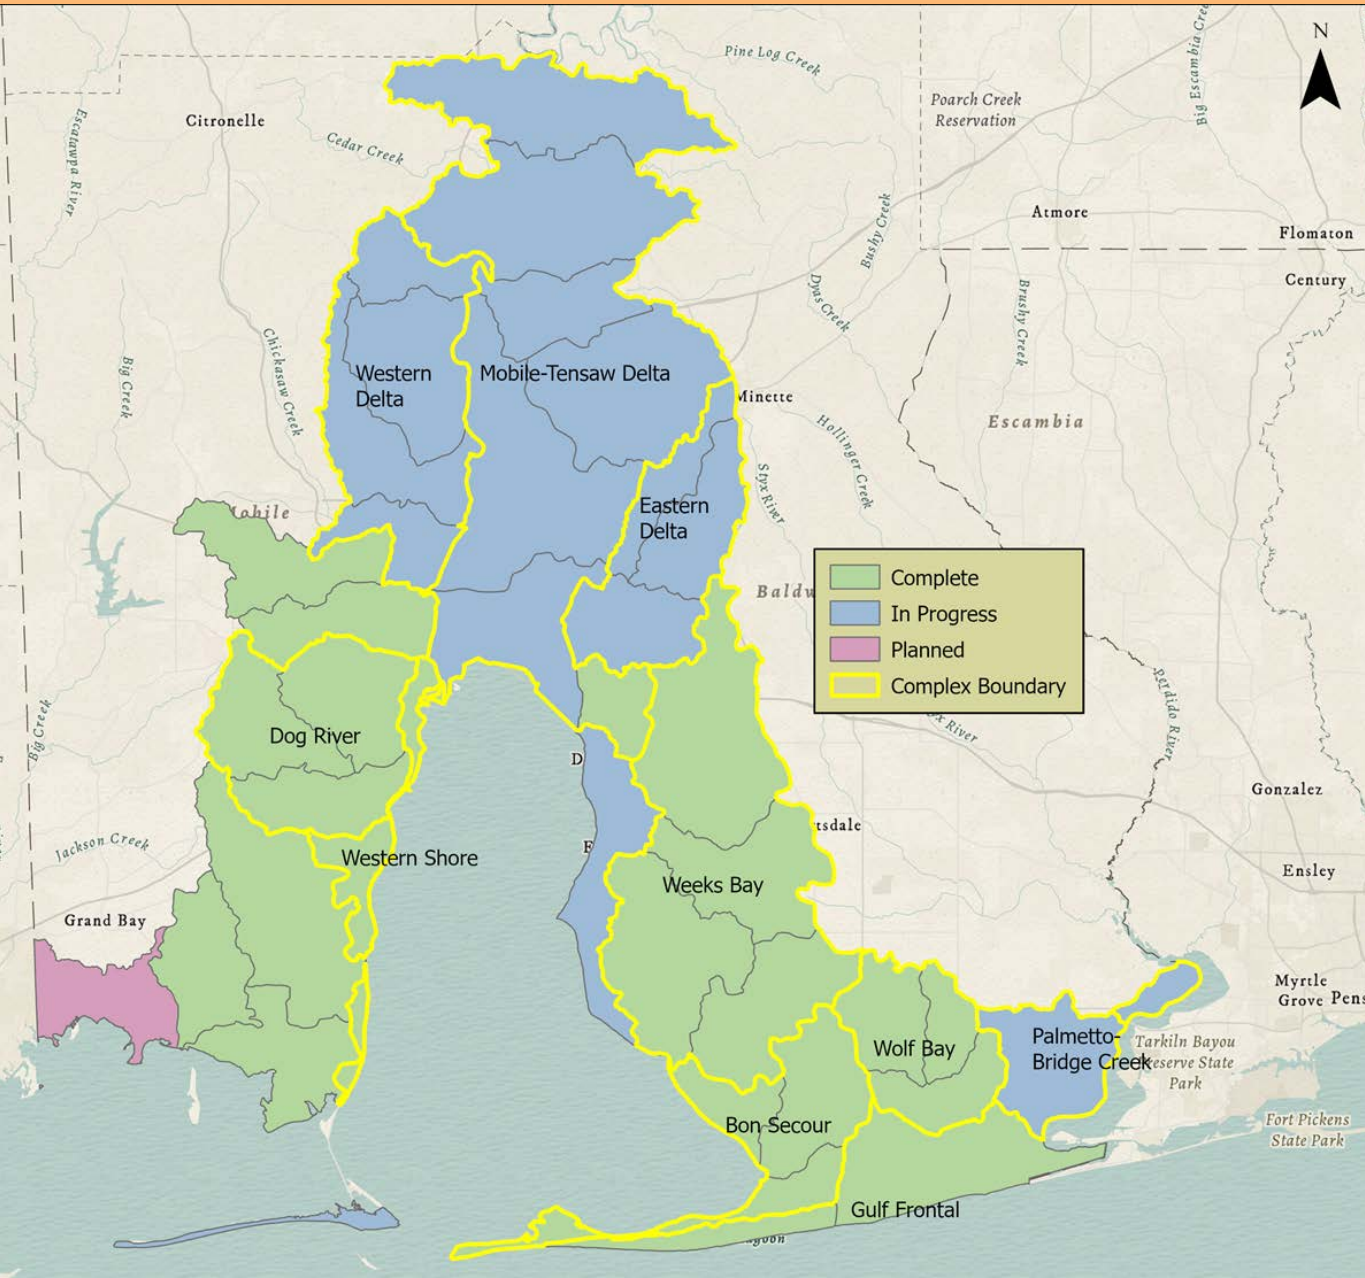 N
Pine Log Creek
Big Escambia Cree
Poarch Creek
Reservation
Citronelle
Escatawpa River
Cedar Creek
Atmore
Flomaton
Bushy Creek
Century
Dyas Creek
Brushy Creek
Chickasaw Creek
Big Creek
Western
Delta
Mobile-Tensaw Delta
Minette
Escambia
Hollinger Creek
Styx River
Eastern
Delta
Mobile
Complete
In Progress
Planned
Complex Boundary
Baldw
Perdido River
River
Big Creek
Dog River
D
Gonzalez
tsdale
F
Jackson Creek
Western Shore
Weeks Bay
Ensley
Grand Bay
Myrtle
Grove
Pens
Palmetto-
Bridge Creek
Wolf Bay
Tarkiln Bayou
reserve State
Park
Bon Secour
Fort Pickens
State Park
Gulf Frontal
agoon